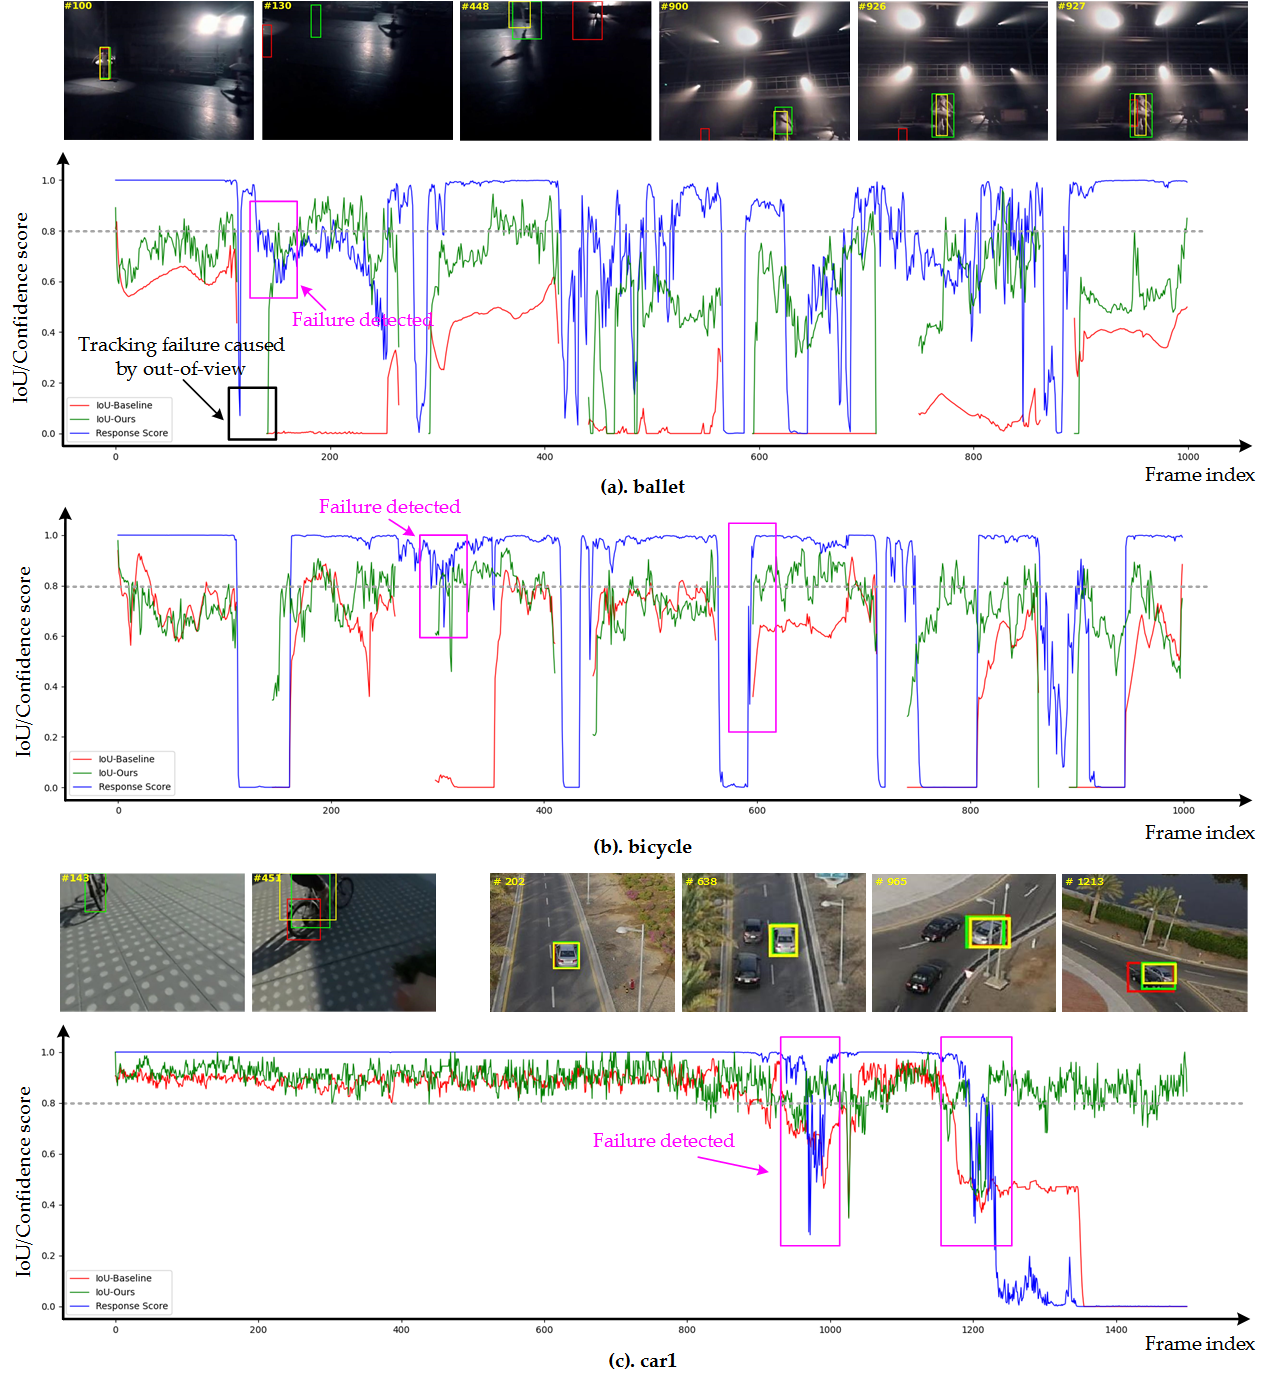 #100
#130
#448
#900
#926
#927
IoU/Confidence score
1.0
0.8
0.6
0.4
0.2
0.0
Failure detected
Tracking failure caused
by out-of-view
IoU-Baseline
IoU-Ours
Response Score
0
200
400
600
800
1000
Frame index
(a). ballet
Failure detected
IoU/Confidence score
1.0
0.8
0.6
0.4
0.2
0.0
IoU-Baseline
IoU-Ours
Response Score
0
200
400
600
800
1000
Frame index
(b). bicycle
#143
#451
# 202
# 638
# 965
# 1213
IoU/Confidence score
1.0
0.8
0.6
0.4
0.2
0.0
Failure detected
IoU-Baseline
IoU-Ours
Response Score
0
200
400
600
800
1000
1200
1400
Frame index
(c). car1